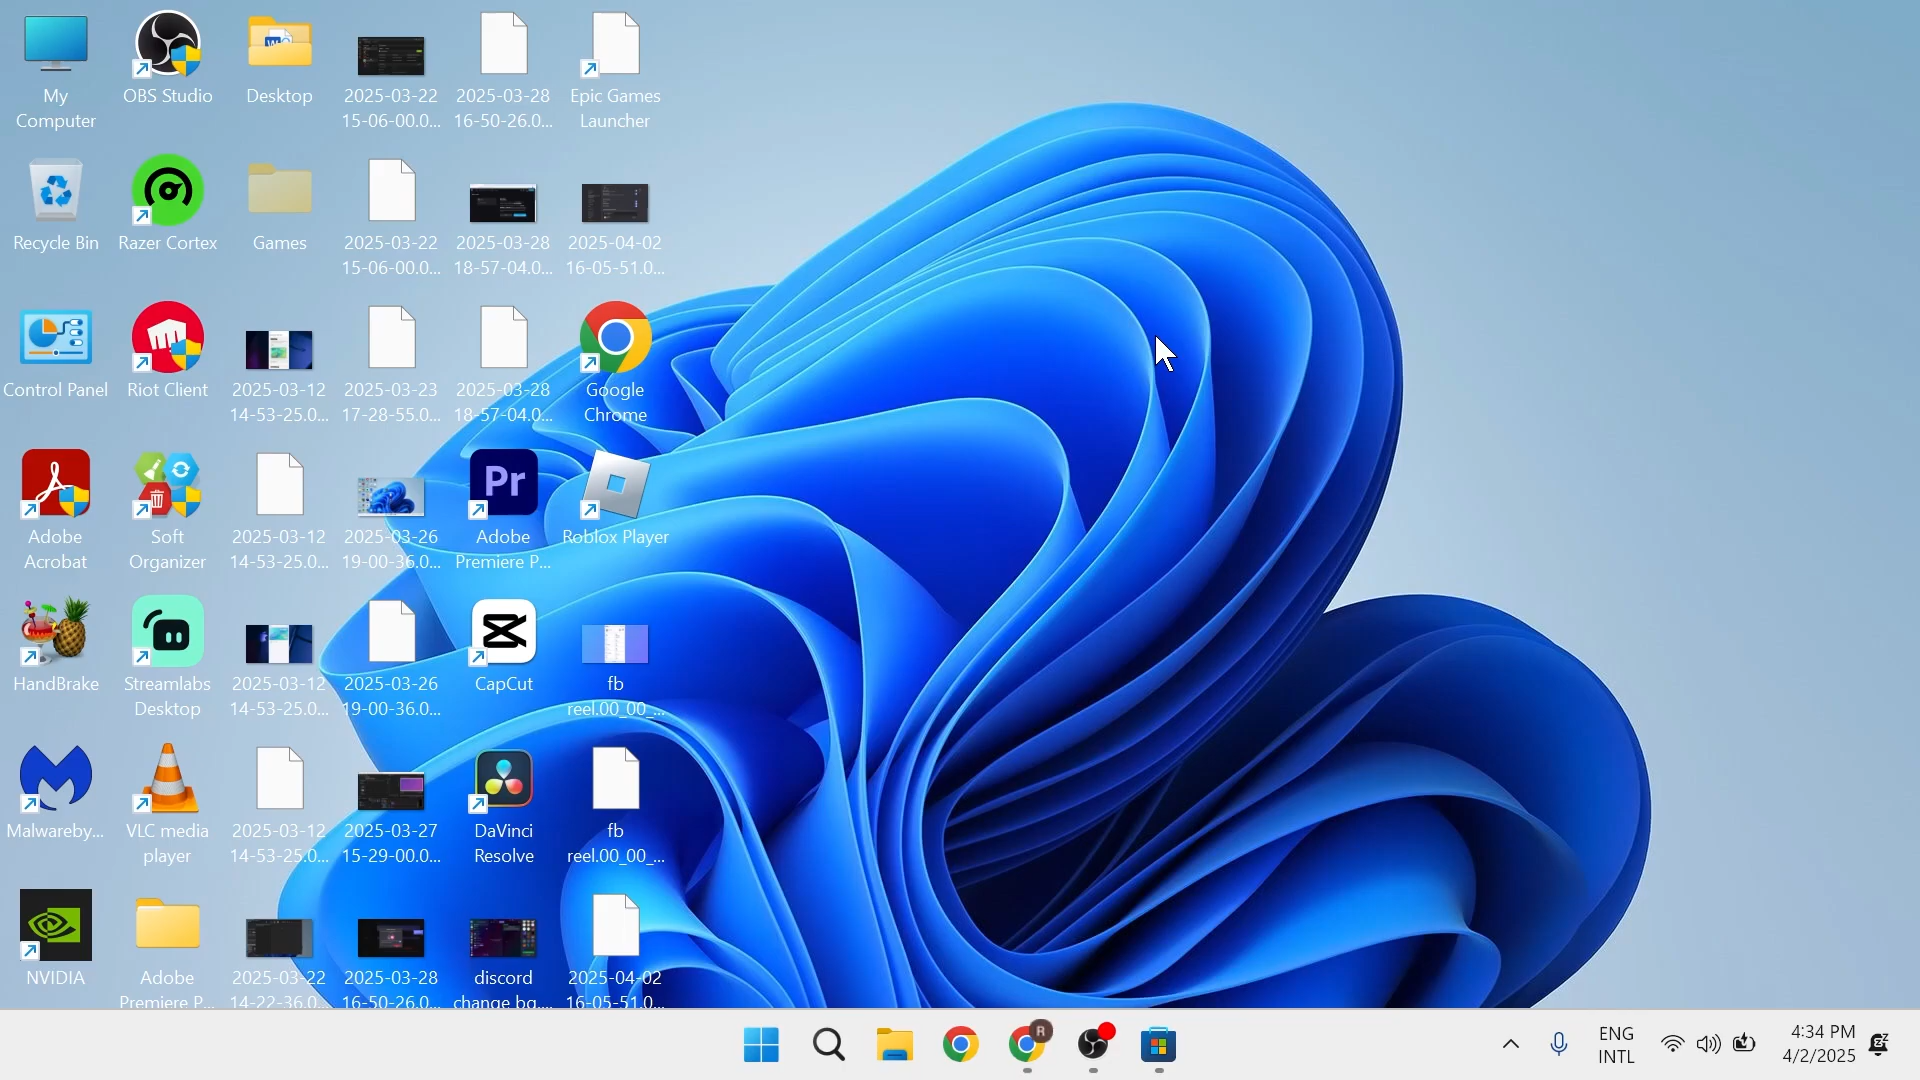 My
Computer
OBS Studio
Desktop
2025-03-22
15-06-00.0...
2025-03-28
16-50-26.0...
Epic Games
Launcher
Recycle Bin
Razer Cortex
Games
2025-03-22
15-06-00.0...
2025-03-28
18-57-04.0...
2025-04-02
16-05-51.0...
Control Panel
Riot Client
2025-03-12
14-53-25.0...
2025-03-23
17-28-55.0...
2025-03-28
18-57-04.0...
Google
Chrome
Adobe
Acrobat
Soft
Organizer
2025-03-12
14-53-25.0...
2025-03-26
19-00-36.0...
Pr
Adobe
Premiere P...
Roblox Player
HandBrake
Streamlabs
Desktop
2025-03-12
14-53-25.0...
2025-03-26
19-00-36.0...
CapCut
fb
reel.00_00_...
Malwareby...
VLC media
player
2025-03-12
14-53-25.0...
2025-03-27
15-29-00.0...
DaVinci
Resolve
fb
reel.00_00_...
NVIDIA
Adobe
Premiere P...
2025-03-22
14-22-36.0...
2025-03-28
16-50-26.0...
discord
change bg....
2025-04-02
16-05-51.0...
R
ENG
INTL
4:34 PM
4/2/2025